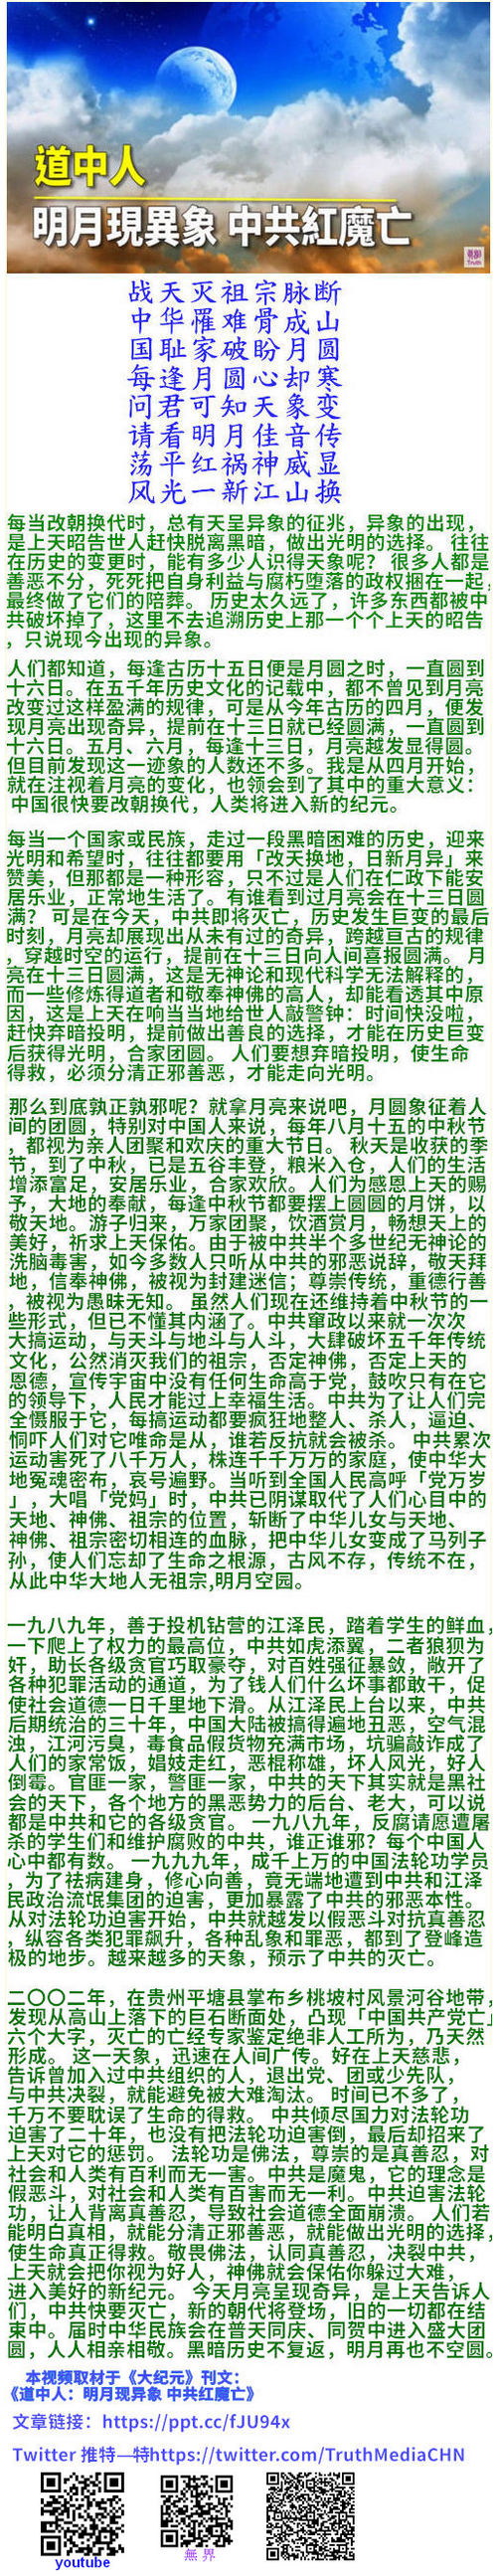 道中人
明月現異象 中共紅魔亡
Truth
战天灭祖宗脉断
中华罹难骨成山
国耻家破盼月圆
每逢月圆心却寒
问君可知天象变
请看明月佳音传
荡平红祸神威显
风光一新江山换
每当改朝换代时，总有天呈异象的征兆，异象的出现，
是上天昭告世人赶快脱离黑暗，做出光明的选择。 往往
在历史的变更时，能有多少人识得天象呢？ 很多人都是
善恶不分，死死把自身利益与腐朽堕落的政权捆在一起，
最终做了它们的陪葬。 历史太久远了，许多东西都被中
共破坏掉了，这里不去追溯历史上那一个个上天的昭告
，只说现今出现的异象。
人们都知道，每逢古历十五日便是月圆之时，一直圆到
十六日。在五千年历史文化的记载中，都不曾见到月亮
改变过这样盈满的规律，可是从今年古历的四月，便发
现月亮出现奇异，提前在十三日就已经圆满，一直圆到
十六日。五月、六月，每逢十三日，月亮越发显得圆。
但目前发现这一迹象的人数还不多。我是从四月开始，
就在注视着月亮的变化，也领会到了其中的重大意义：
中国很快要改朝换代，人类将进入新的纪元。
每当一个国家或民族，走过一段黑暗困难的历史，迎来
光明和希望时，往往都要用「改天换地，日新月异」来
赞美，但那都是一种形容，只不过是人们在仁政下能安
居乐业，正常地生活了。有谁看到过月亮会在十三日圆
满？ 可是在今天，中共即将灭亡，历史发生巨变的最后
时刻，月亮却展现出从未有过的奇异，跨越亘古的规律
，穿越时空的运行，提前在十三日向人间喜报圆满。 月
亮在十三日圆满，这是无神论和现代科学无法解释的，
而一些修炼得道者和敬奉神佛的高人，却能看透其中原
因，这是上天在响当当地给世人敲警钟：时间快没啦，
赶快弃暗投明，提前做出善良的选择，才能在历史巨变
后获得光明，合家团圆。 人们要想弃暗投明，使生命
得救，必须分清正邪善恶，才能走向光明。
那么到底孰正孰邪呢？就拿月亮来说吧，月圆象征着人
间的团圆，特别对中国人来说，每年八月十五的中秋节
，都视为亲人团聚和欢庆的重大节日。 秋天是收获的季
节，到了中秋，已是五谷丰登，粮米入仓，人们的生活
增添富足，安居乐业，合家欢欣。人们为感恩上天的赐
予，大地的奉献，每逢中秋节都要摆上圆圆的月饼，以
敬天地。游子归来，万家团聚，饮酒赏月，畅想天上的
美好，祈求上天保佑。由于被中共半个多世纪无神论的
洗脑毒害，如今多数人只听从中共的邪恶说辞，敬天拜
地，信奉神佛，被视为封建迷信；尊崇传统，重德行善
，被视为愚昧无知。 虽然人们现在还维持着中秋节的一
些形式，但已不懂其内涵了。中共窜政以来就一次次
大搞运动，与天斗与地斗与人斗，大肆破坏五千年传统
文化，公然消灭我们的祖宗，否定神佛，否定上天的
恩德，宣传宇宙中没有任何生命高于党，鼓吹只有在它
的领导下，人民才能过上幸福生活。中共为了让人们完
全慑服于它，每搞运动都要疯狂地整人、杀人，逼迫、
恫吓人们对它唯命是从，谁若反抗就会被杀。 中共累次
运动害死了八千万人，株连千千万万的家庭，使中华大
地冤魂密布，哀号遍野。当听到全国人民高呼「党万岁
」，大唱「党妈」时，中共已阴谋取代了人们心目中的
天地、神佛、祖宗的位置，斩断了中华儿女与天地、
神佛、祖宗密切相连的血脉，把中华儿女变成了马列子
孙，使人们忘却了生命之根源，古风不存，传统不在，
从此中华大地人无祖宗,明月空园。
一九八九年，善于投机钻营的江泽民，踏着学生的鲜血，
一下爬上了权力的最高位，中共如虎添翼，二者狼狈为
奸，助长各级贪官巧取豪夺，对百姓强征暴敛，敞开了
各种犯罪活动的通道，为了钱人们什么坏事都敢干，促
使社会道德一日千里地下滑。从江泽民上台以来，中共
后期统治的三十年，中国大陆被搞得遍地丑恶，空气混
浊，江河污臭，毒食品假货物充满市场，坑骗敲诈成了
人们的家常饭，娼妓走红，恶棍称雄，坏人风光，好人
倒霉。官匪一家，警匪一家，中共的天下其实就是黑社
会的天下，各个地方的黑恶势力的后台、老大，可以说
都是中共和它的各级贪官。 一九八九年，反腐请愿遭屠
杀的学生们和维护腐败的中共，谁正谁邪？每个中国人
心中都有数。 一九九九年，成千上万的中国法轮功学员
，为了祛病建身，修心向善，竟无端地遭到中共和江泽
民政治流氓集团的迫害，更加暴露了中共的邪恶本性。
从对法轮功迫害开始，中共就越发以假恶斗对抗真善忍
，纵容各类犯罪飙升，各种乱象和罪恶，都到了登峰造
极的地步。越来越多的天象，预示了中共的灭亡。
二〇〇二年，在贵州平塘县掌布乡桃坡村风景河谷地带，
发现从高山上落下的巨石断面处，凸现「中国共产党亡」
六个大字，灭亡的亡经专家鉴定绝非人工所为，乃天然
形成。 这一天象，迅速在人间广传。好在上天慈悲，
告诉曾加入过中共组织的人，退出党、团或少先队，
与中共决裂，就能避免被大难淘汰。 时间已不多了，
千万不要耽误了生命的得救。 中共倾尽国力对法轮功
迫害了二十年，也没有把法轮功迫害倒，最后却招来了
上天对它的惩罚。 法轮功是佛法，尊崇的是真善忍，对
社会和人类有百利而无一害。中共是魔鬼，它的理念是
假恶斗，对社会和人类有百害而无一利。中共迫害法轮
功，让人背离真善忍，导致社会道德全面崩溃。 人们若
能明白真相，就能分清正邪善恶，就能做出光明的选择，
使生命真正得救。敬畏佛法，认同真善忍，决裂中共，
上天就会把你视为好人，神佛就会保佑你躲过大难，
进入美好的新纪元。 今天月亮呈现奇异，是上天告诉人
们，中共快要灭亡，新的朝代将登场，旧的一切都在结
束中。届时中华民族会在普天同庆、同贺中进入盛大团
圆，人人相亲相敬。黑暗历史不复返，明月再也不空圆。
本视频取材于《大纪元》刊文：
《道中人：明月现异象 中共红魔亡》
文章链接：https://ppt.cc/fJU94x
Twitter 推特—特https://twitter.com/TruthMediaCHN
youtube
無界